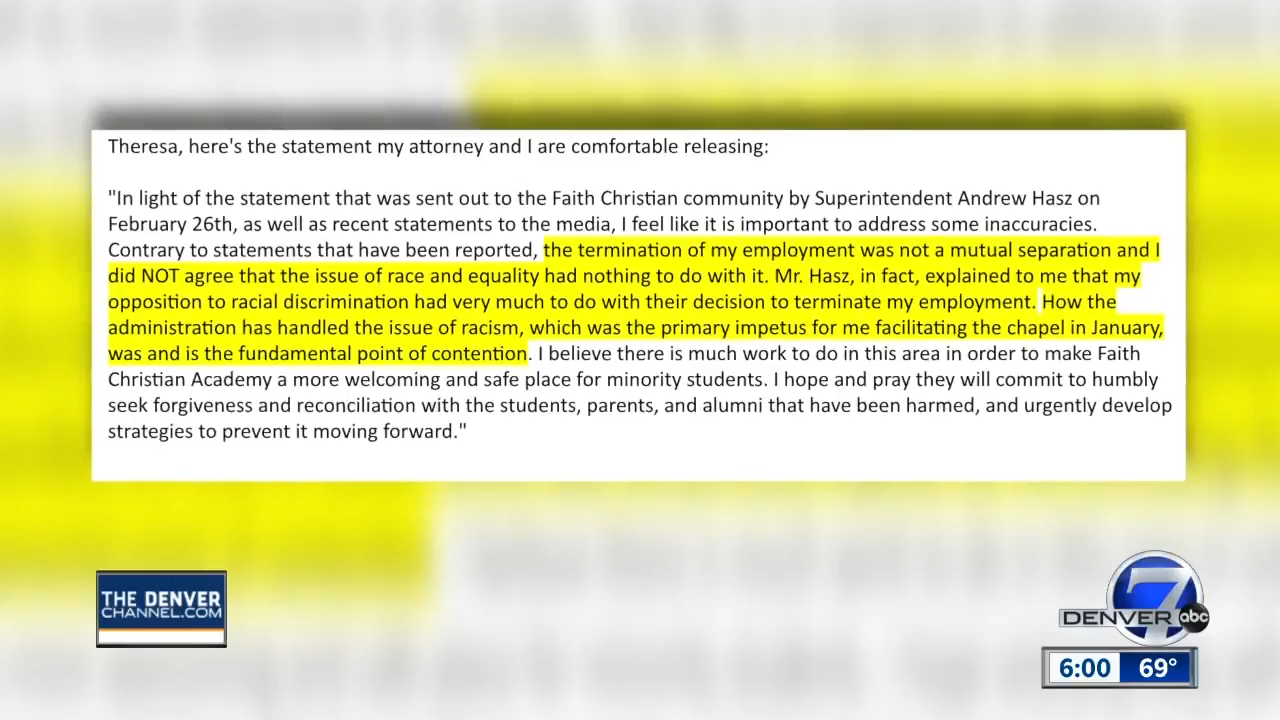 Theresa, here's the statement my attorney and I are comfortable releasing:
"In light of the statement that was sent out to the Faith Christian community by Superintendent Andrew Hasz on
February 26th, as well as recent statements to the media, I feel like it is important to address some inaccuracies.
Contrary to statements that have been reported, the termination of my employment was not a mutual separation and I
did NOT agree that the issue of race and equality had nothing to do with it. Mr. Hasz, in fact, explained to me that my
opposition to racial discrimination had very much to do with their decision to terminate my employment. How the
administration has handled the issue of racism, which was the primary impetus for me facilitating the chapel in January,
was and is the fundamental point of contention. I believe there is much work to do in this area in order to make Faith
Christian Academy a more welcoming and safe place for minority students. I hope and pray they will commit to humbly
seek forgiveness and reconciliation with the students, parents, and alumni that have been harmed, and urgently develop
strategies to prevent it moving forward."
THE DENVER
CHANNEL.COM
7
DENVER abc
6:00 69°